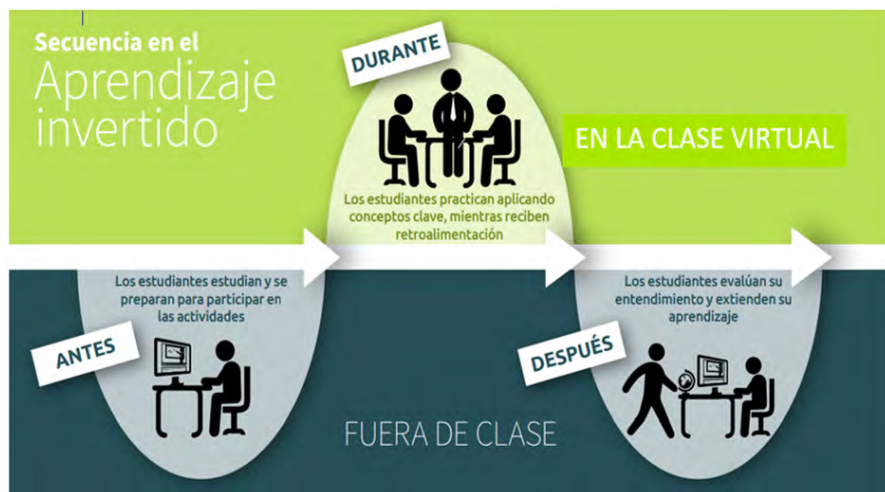 Secuencia en el
Aprendizaje
invertido
DURANTE
EN LA CLASE VIRTUAL
Los estudiantes practican aplicando
conceptos clave, mientras reciben
retroalimentación
Los estudiantes estudian y se
preparan para participar en
las actividades
ANTES
Los estudiantes evalúan su
entendimiento y extienden su
aprendizaje
DESPUÉS
FUERA DE CLASE